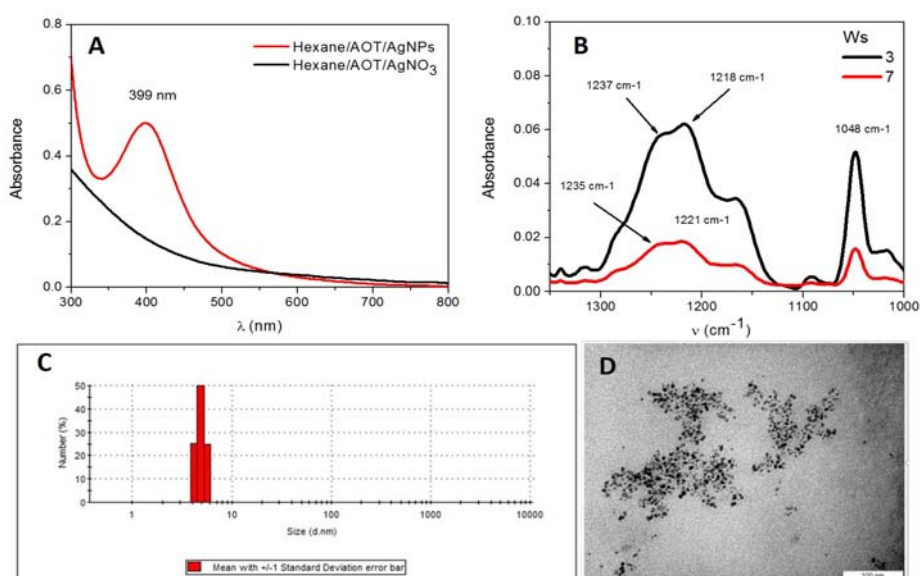 A
0.8
0.6
0.4
0.2
0.0
Absorbance
Hexane/AOT/AgNPs
Hexane/AOT/AgNO₃
399 nm
300 400 500 600 700 800
λ (nm)
B
0.10
0.08
0.06
0.04
0.02
0.00
Absorbance
Ws
3
7
1237 cm-1
1218 cm-1
1048 cm-1
1235 cm-1
1221 cm-1
1300 1200 1100 1000
ν (cm⁻¹)
C
50
40
30
20
10
0
Number (%)
1 10 100 1000 10000
Size (d.nm)
Mean with +/-1 Standard Deviation error bar
D
100 nm